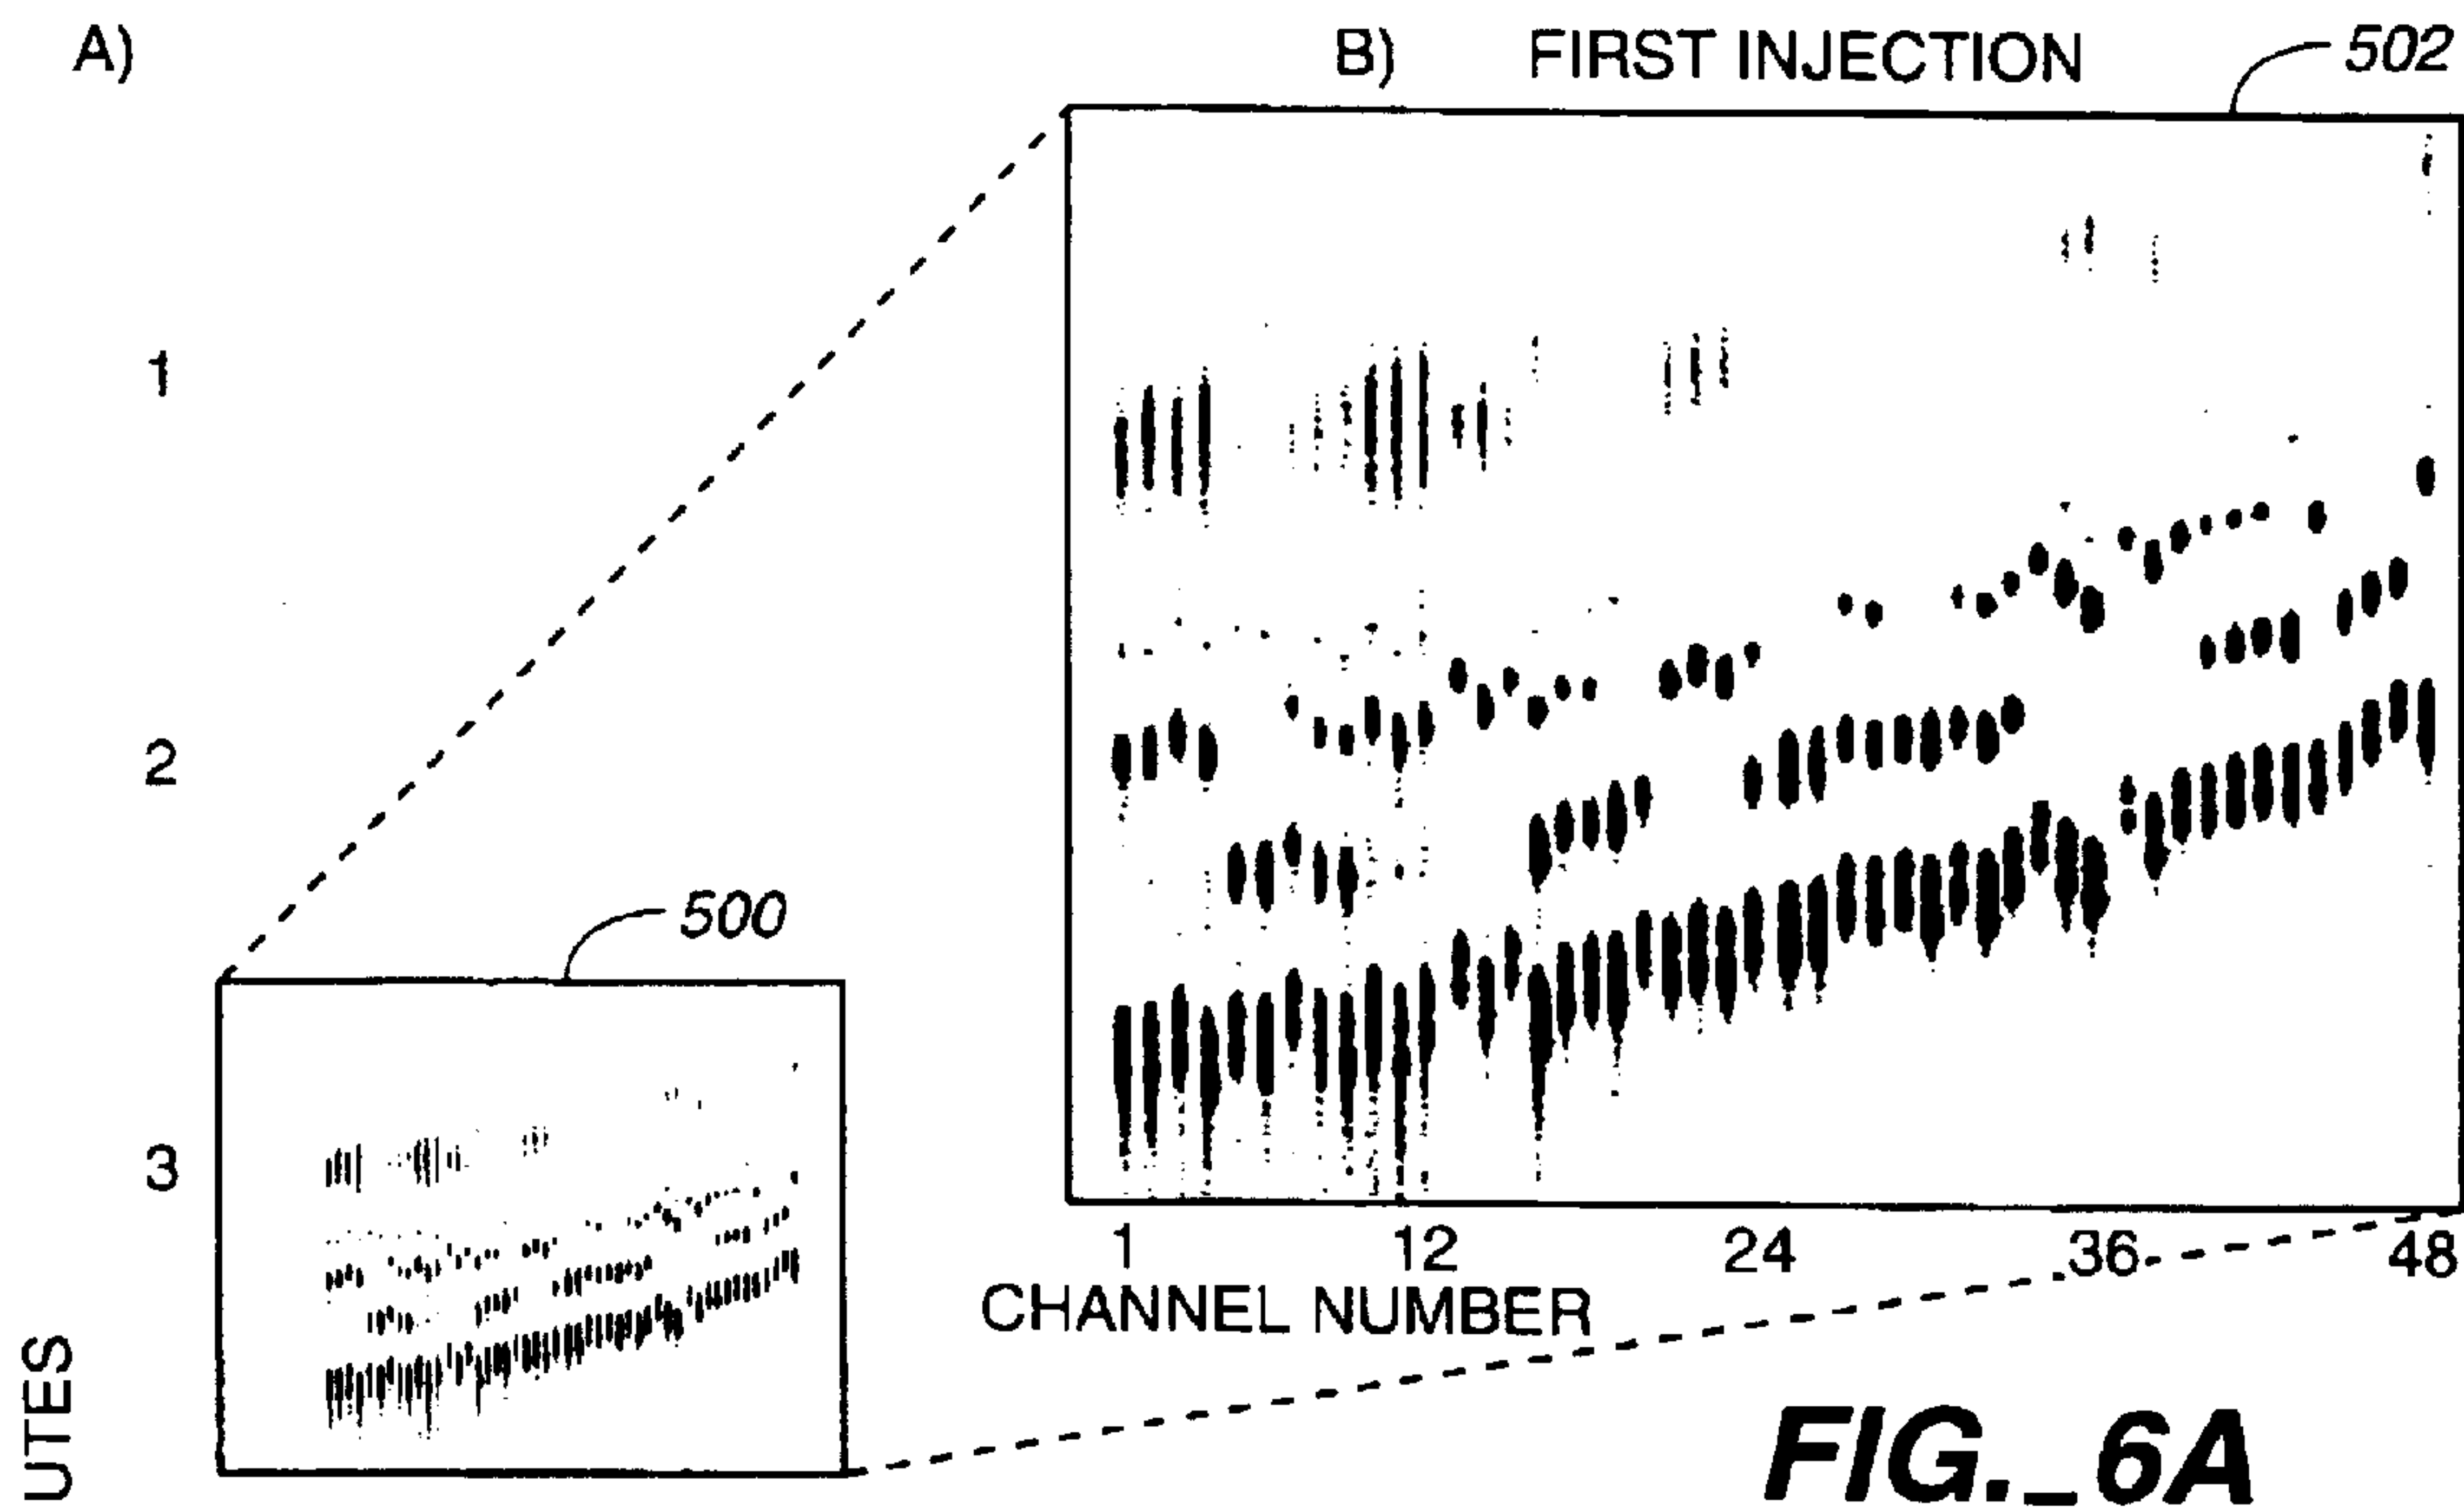 A)
B) FIRST INJECTION 502
1
2
500
3
1 12 24 36 48
CHANNEL NUMBER
UTES
FIG._6A